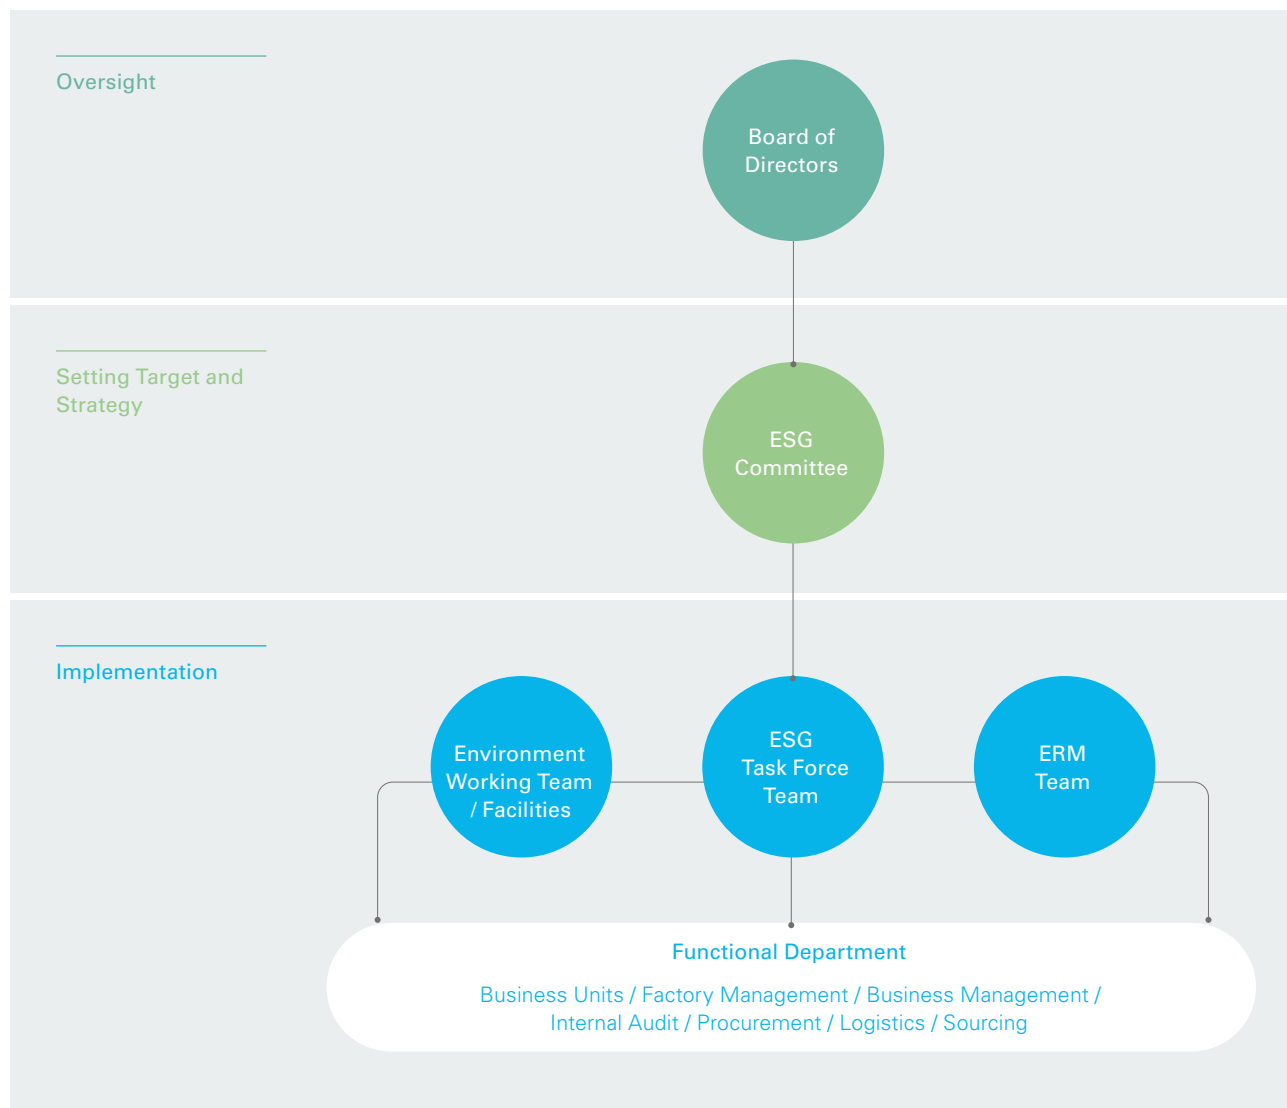 Oversight
Board of
Directors
Setting Target and
Strategy
ESG
Committee
Implementation
Environment
Working Team
/ Facilities
ESG
Task Force
Team
ERM
Team
Functional Department
Business Units / Factory Management / Business Management /
Internal Audit / Procurement / Logistics / Sourcing